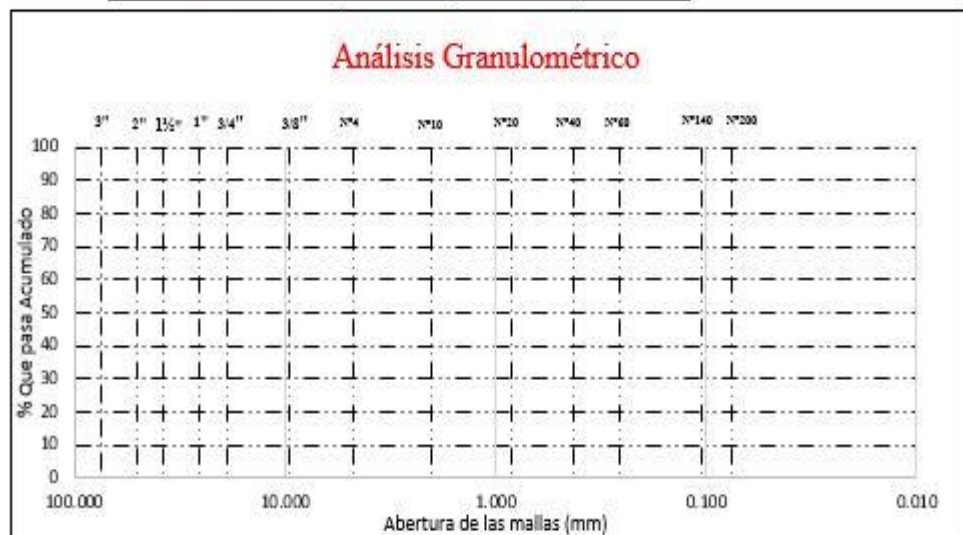 Análisis Granulométrico
3" 2" 1½" 1" 3/4" 3/8" N°4 N°10 N°20 N°40 N°60 N°140 N°200
% Que pasa Acumulado
100
90
80
70
60
50
40
30
20
10
0
100.000 10.000 1.000 0.100 0.010
Abertura de las mallas (mm)